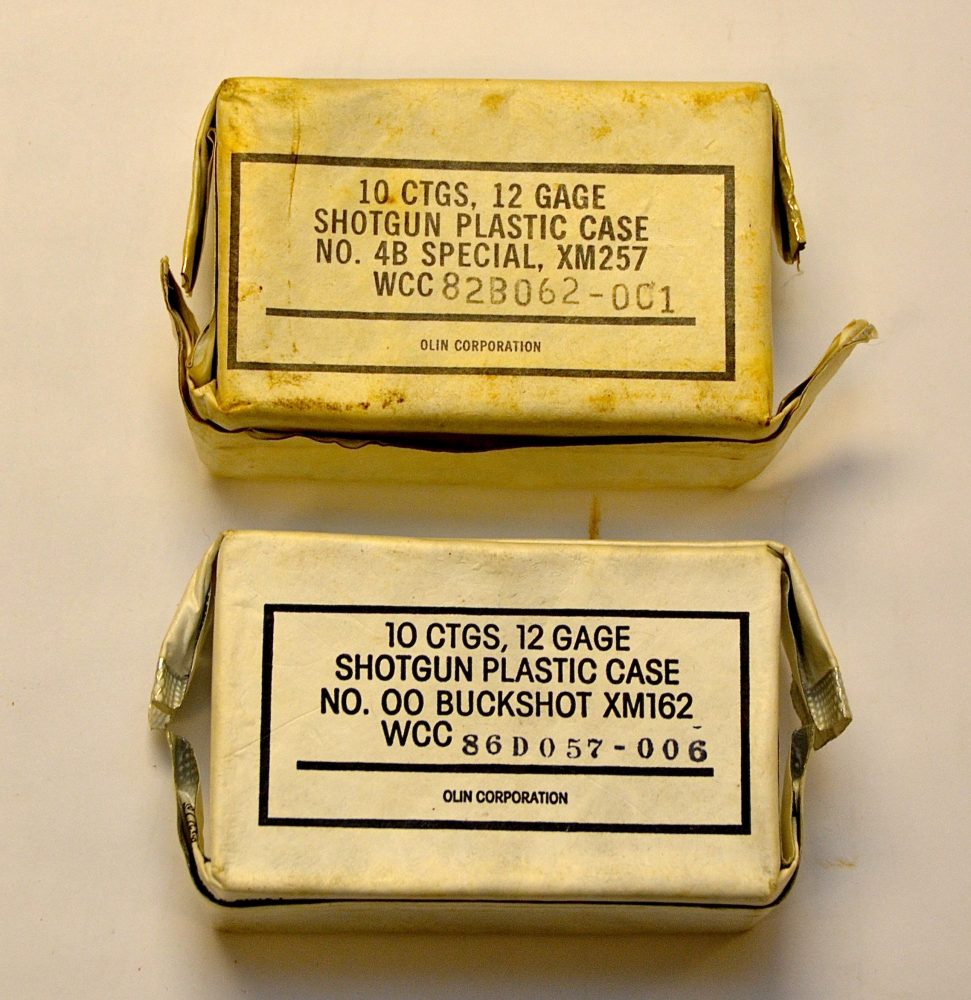 10 CTGS, 12 GAGE
SHOTGUN PLASTIC CASE
NO. 4B SPECIAL, XM257
WCC 82B062-001
OLIN CORPORATION
10 CTGS, 12 GAGE
SHOTGUN PLASTIC CASE
NO. 00 BUCKSHOT XM162
WCC 86D057-006
OLIN CORPORATION